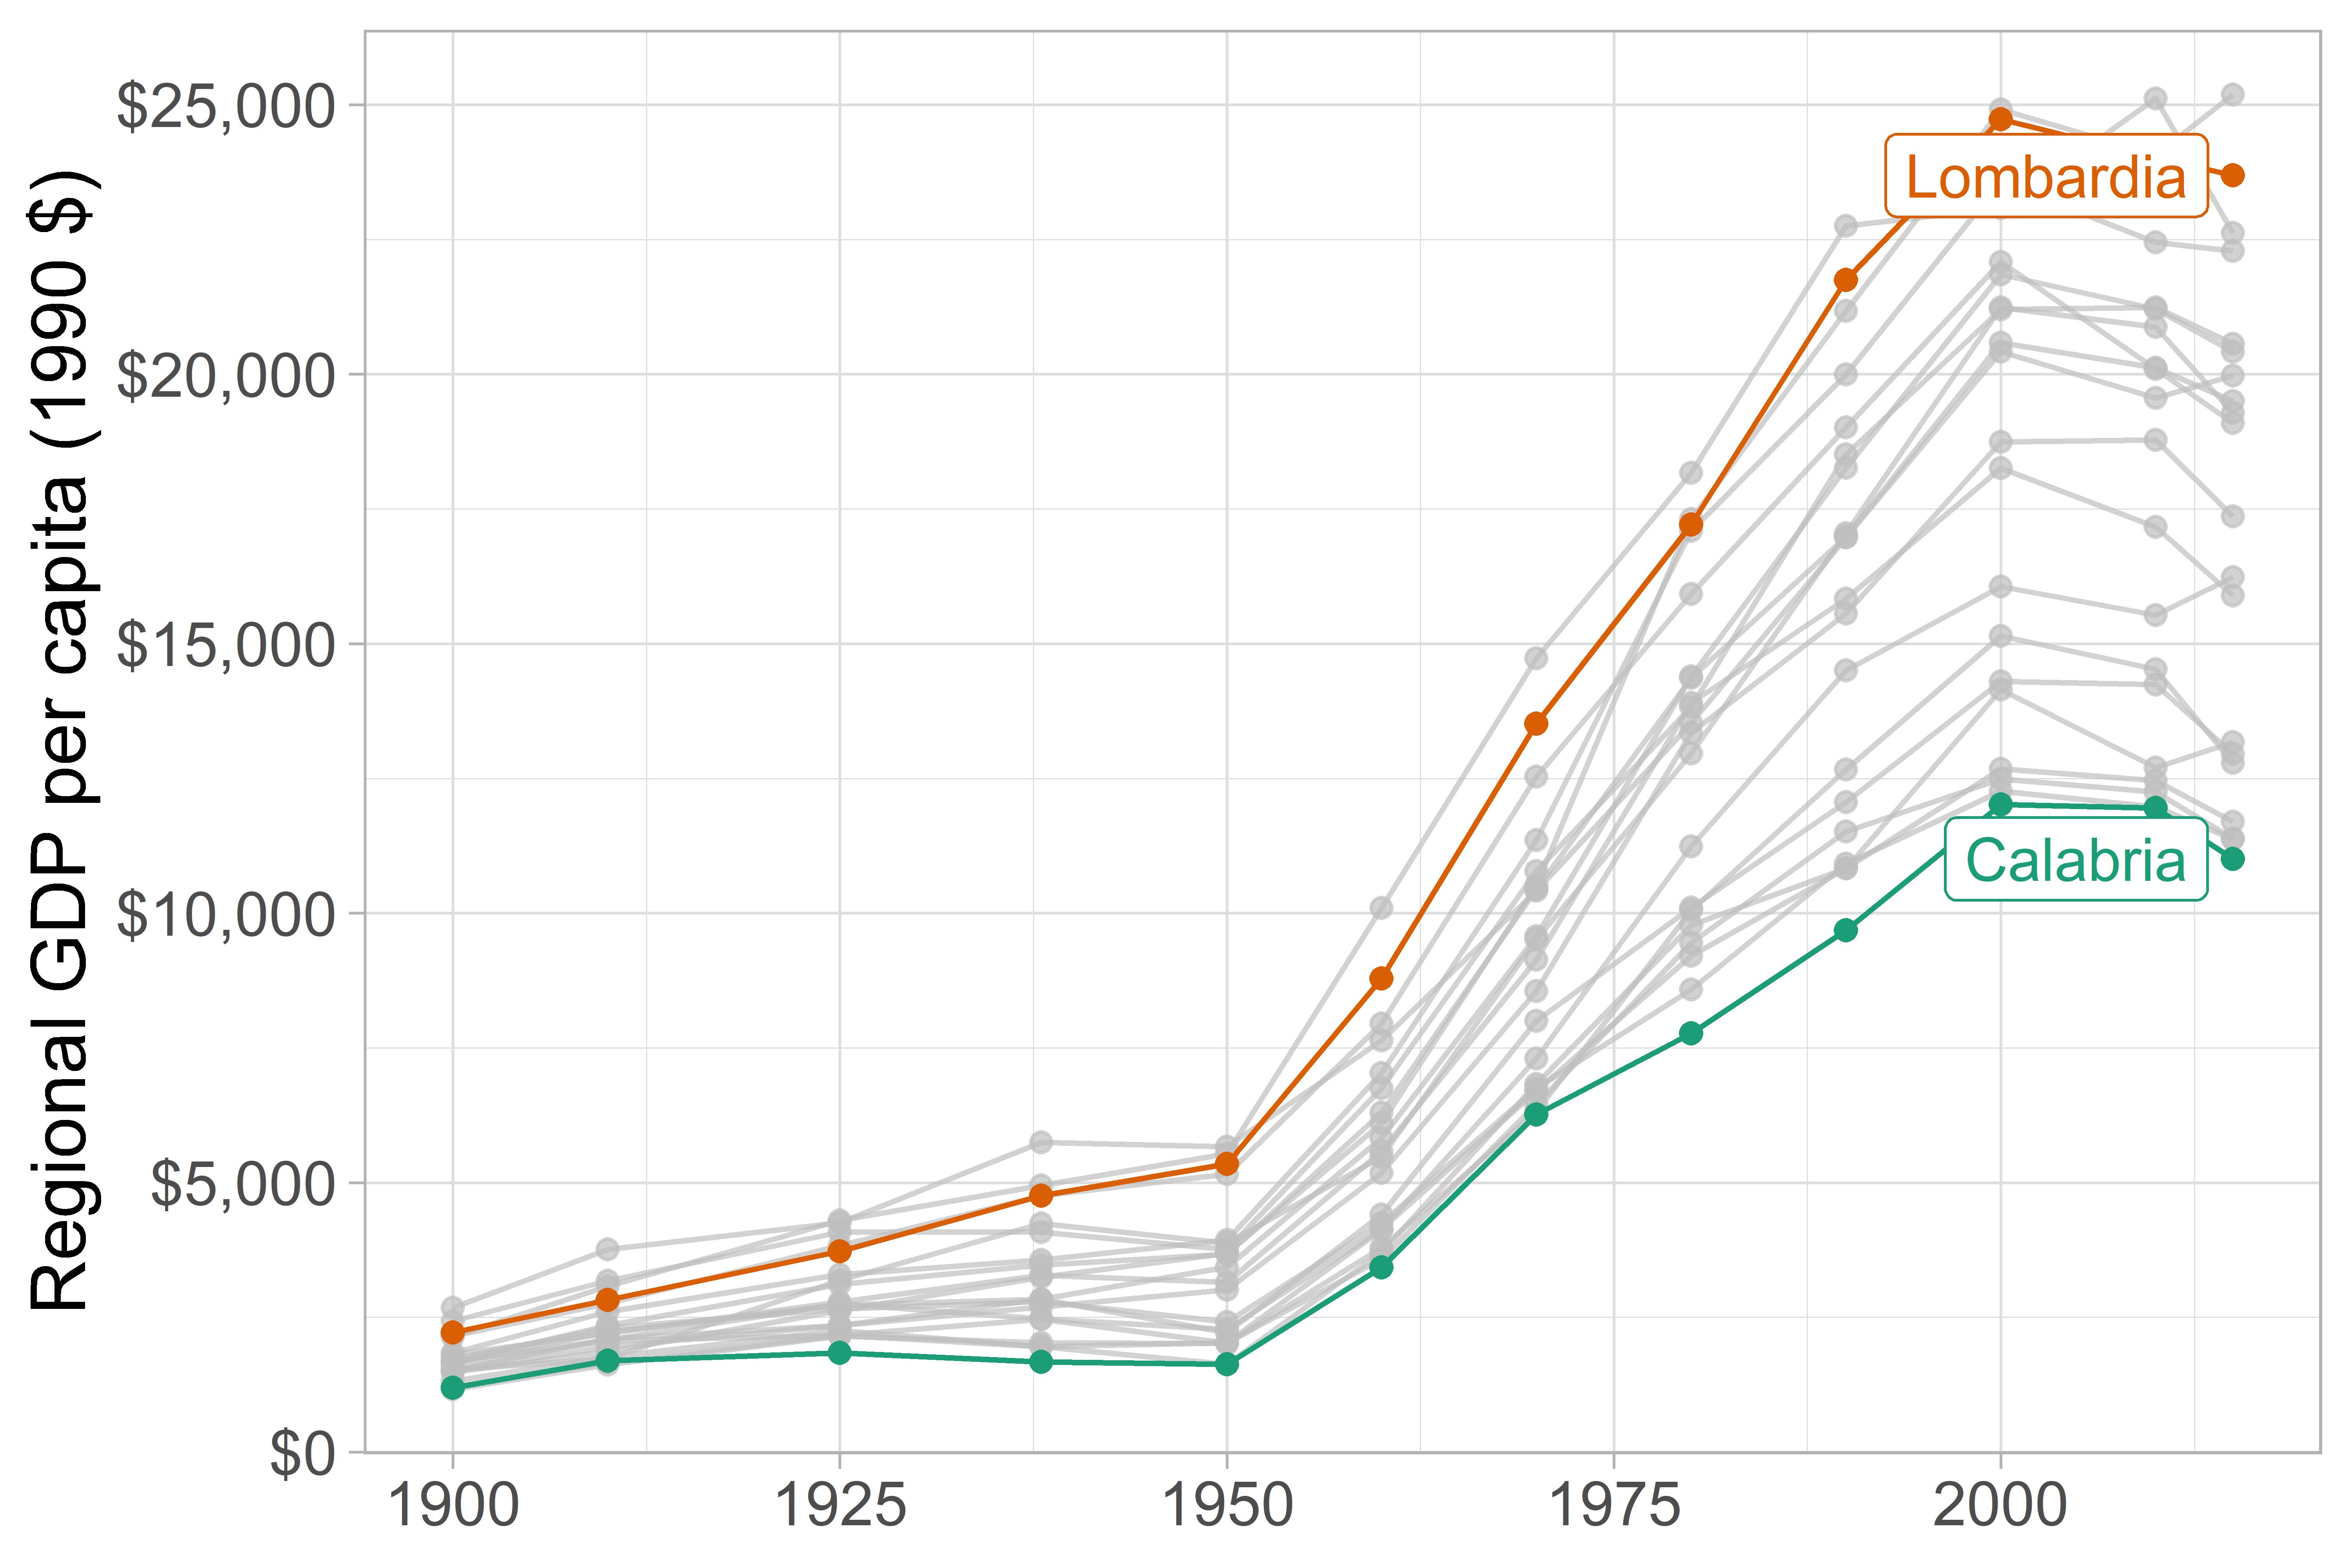 Regional GDP per capita (1990 $)
$25,000
$20,000
$15,000
$10,000
$5,000
$0
Lombardia
Calabria
1900 1925 1950 1975 2000